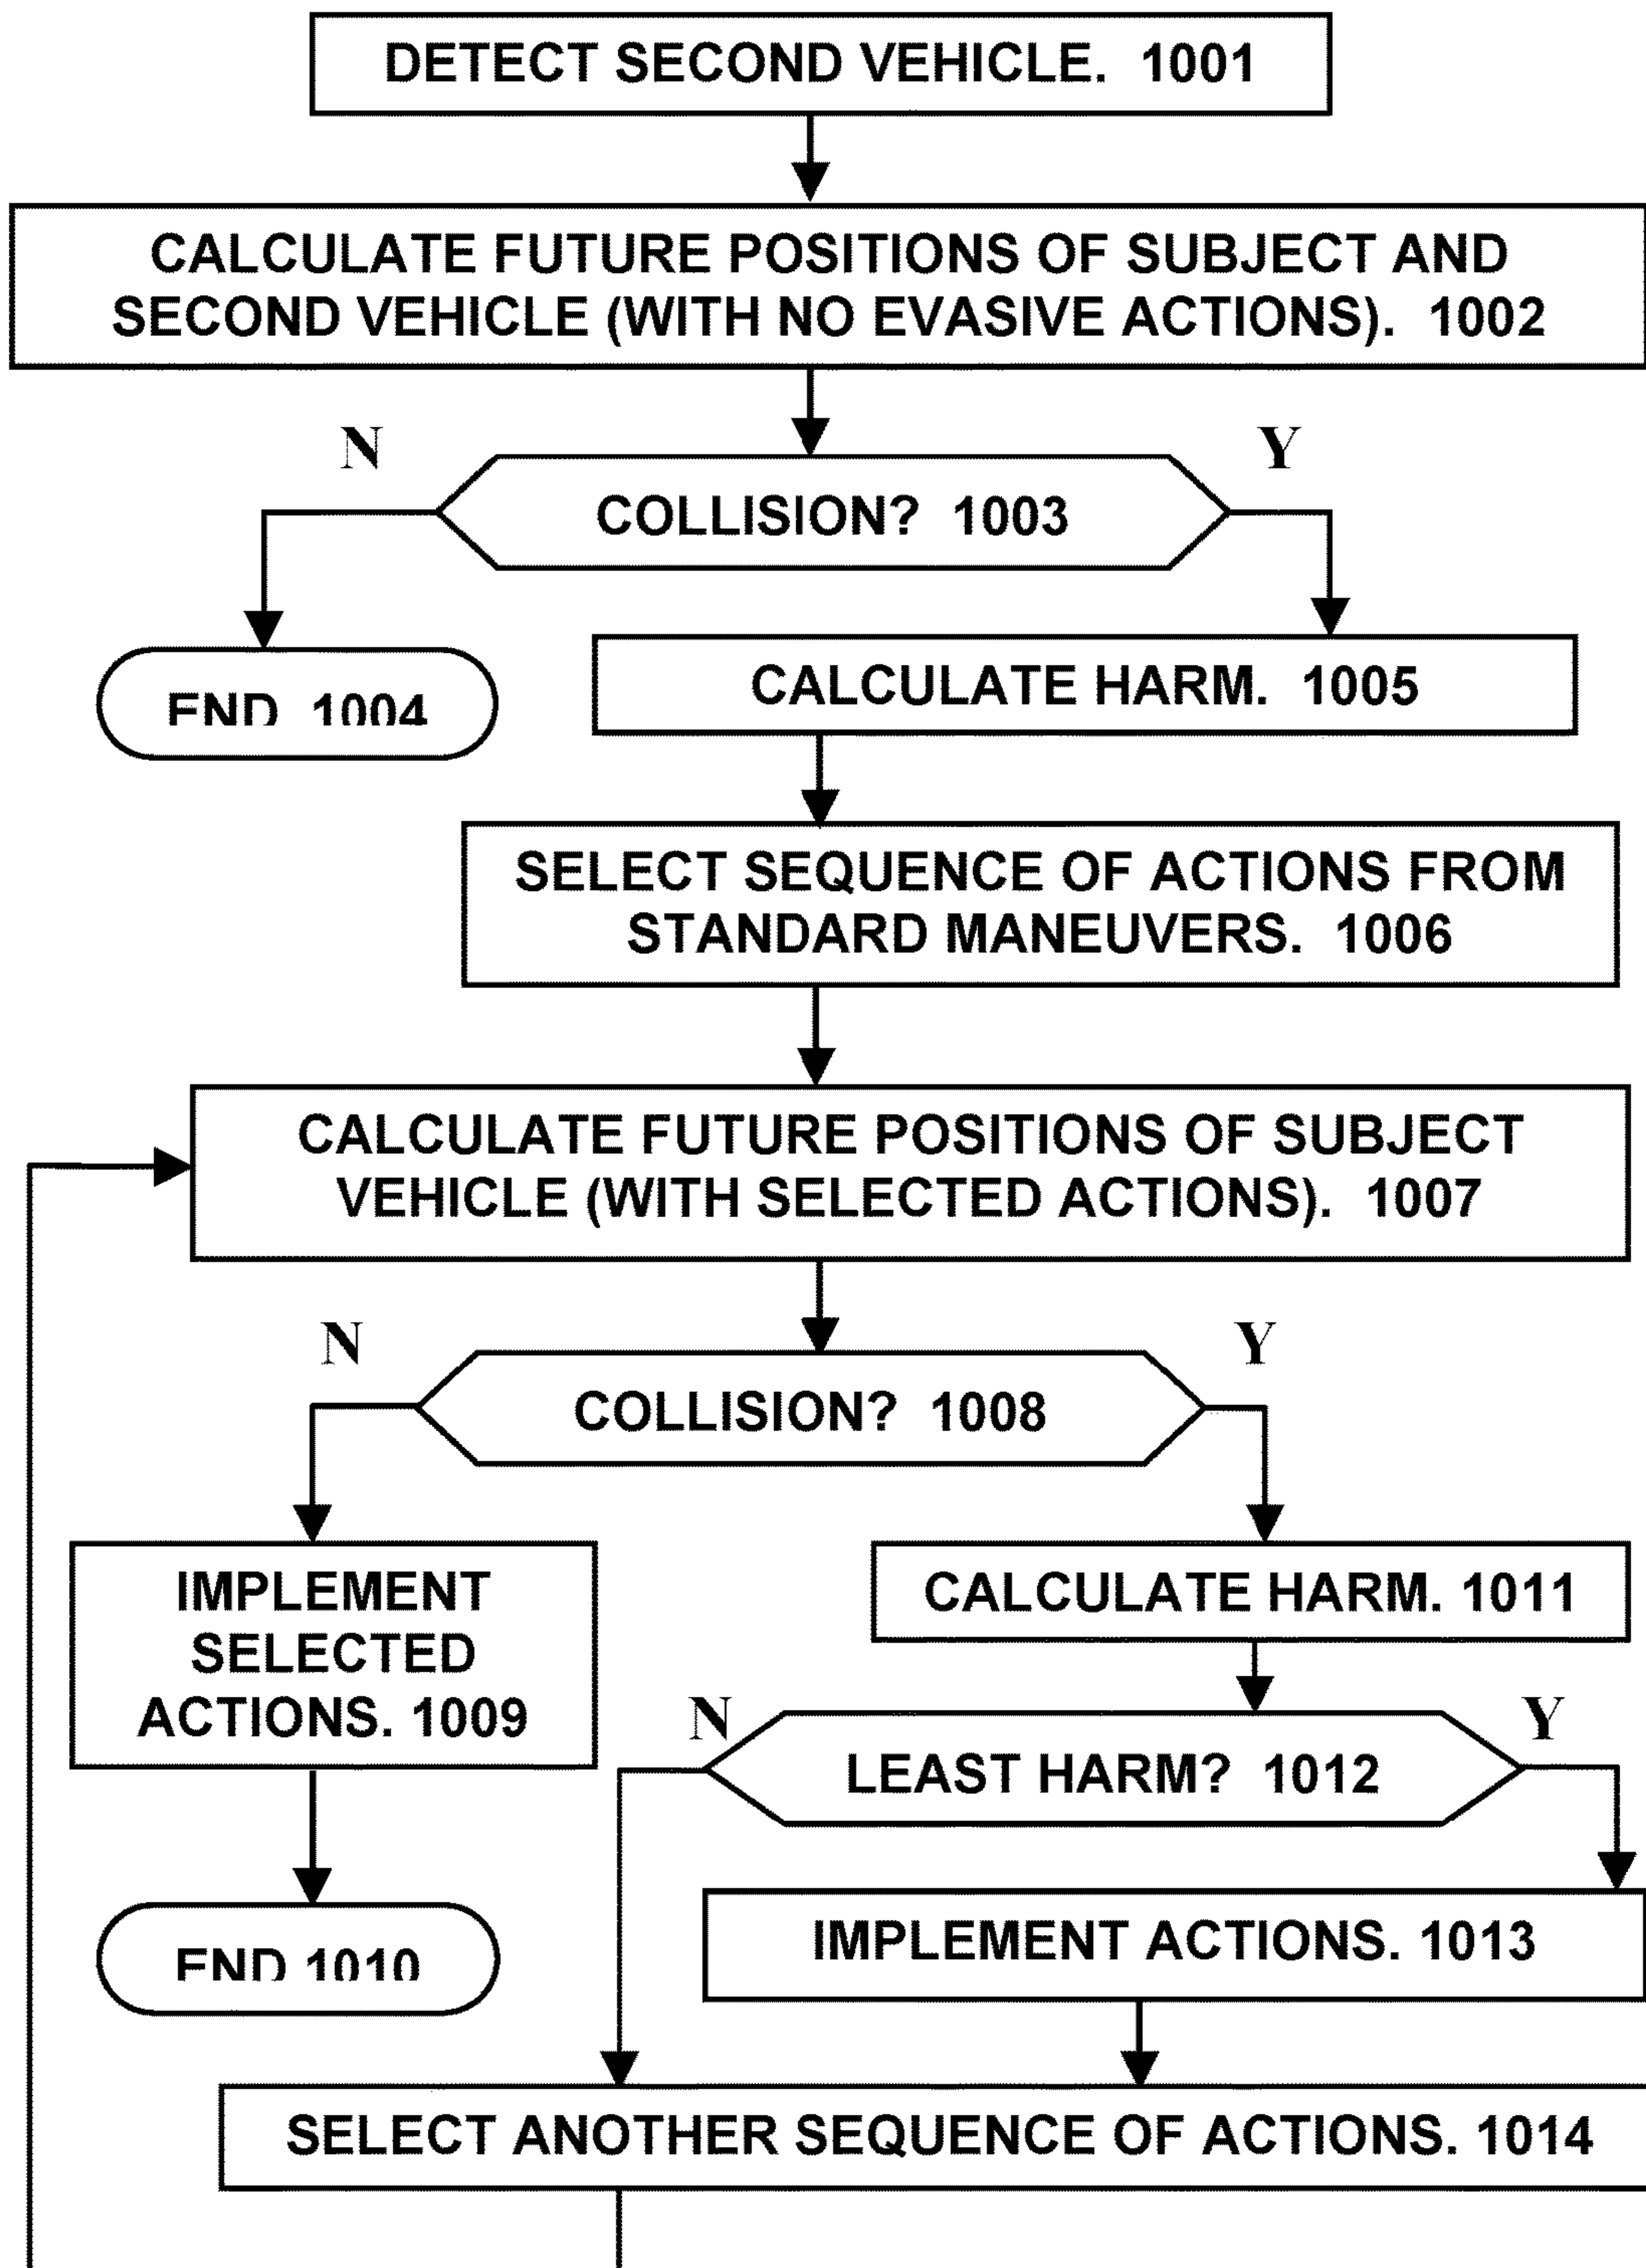 DETECT SECOND VEHICLE. 1001
CALCULATE FUTURE POSITIONS OF SUBJECT AND
SECOND VEHICLE (WITH NO EVASIVE ACTIONS). 1002
N
Y
COLLISION? 1003
END 1004
CALCULATE HARM. 1005
SELECT SEQUENCE OF ACTIONS FROM
STANDARD MANEUVERS. 1006
CALCULATE FUTURE POSITIONS OF SUBJECT
VEHICLE (WITH SELECTED ACTIONS). 1007
N
Y
COLLISION? 1008
IMPLEMENT
SELECTED
ACTIONS. 1009
CALCULATE HARM. 1011
N
Y
LEAST HARM? 1012
IMPLEMENT ACTIONS. 1013
END 1010
SELECT ANOTHER SEQUENCE OF ACTIONS. 1014